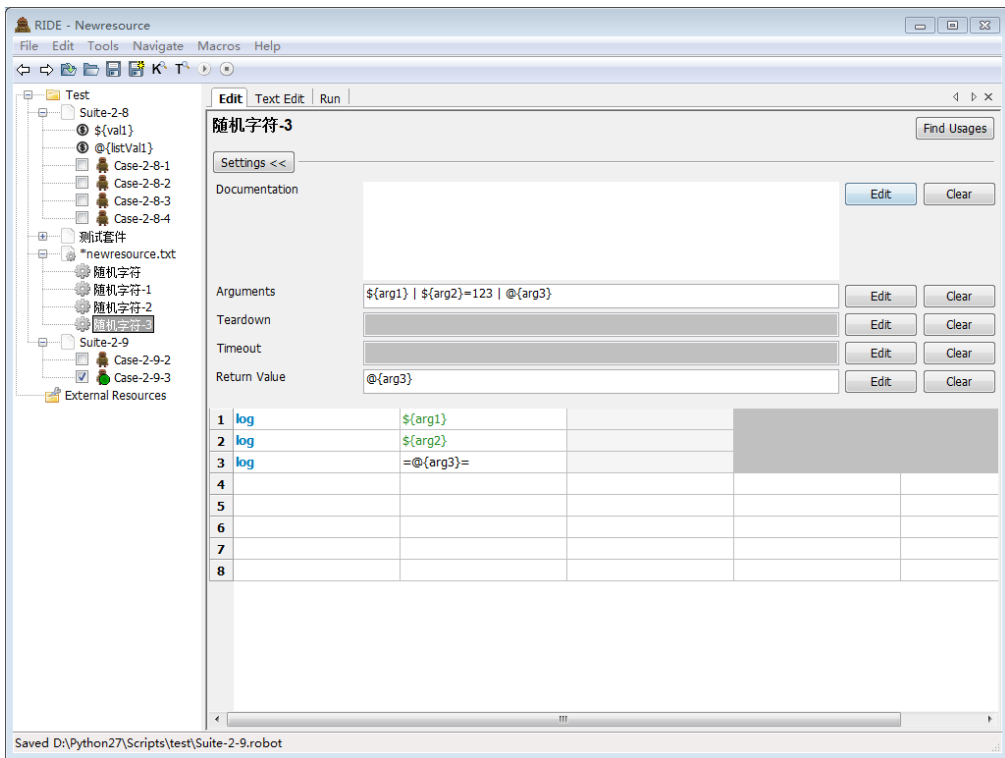 RIDE - Newresource
File Edit Tools Navigate Macros Help
Test
Suite-2-8
${val1}
@{listVal1}
Case-2-8-1
Case-2-8-2
Case-2-8-3
Case-2-8-4
测试套件
*newresource.txt
随机字符
随机字符-1
随机字符-2
随机字符-3
Suite-2-9
Case-2-9-2
Case-2-9-3
External Resources
Edit Text Edit Run
随机字符-3
Find Usages
Settings <<
Documentation
Edit Clear
Arguments ${arg1} | ${arg2}=123 | @{arg3} Edit Clear
Teardown Edit Clear
Timeout Edit Clear
Return Value @{arg3} Edit Clear
1 log ${arg1}
2 log ${arg2}
3 log =@{arg3}=
4
5
6
7
8
Saved D:\Python27\Scripts\test\Suite-2-9.robot